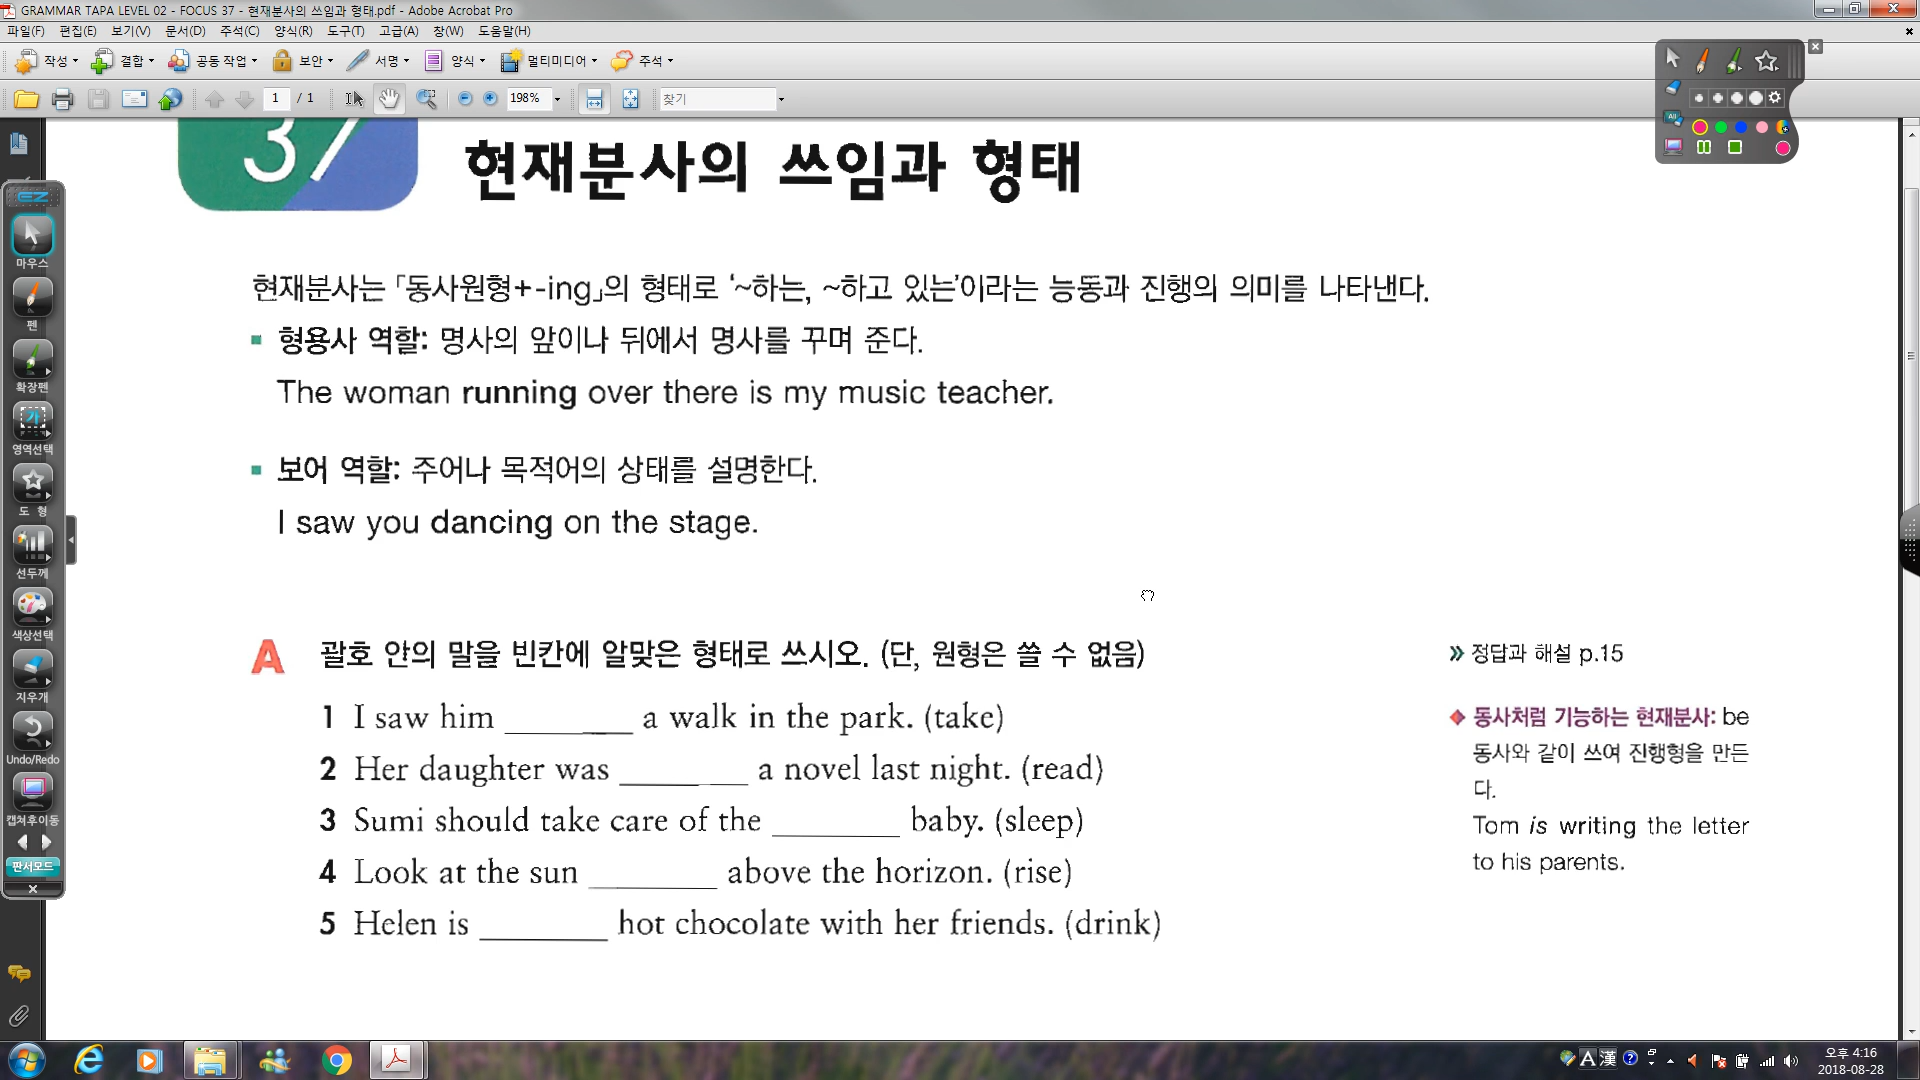 GRAMMAR TAPA LEVEL 02 - FOCUS 37 - 현재분사의 쓰임과 형태.pdf - Adobe Acrobat Pro
파일(F) 편집(E) 보기(V) 문서(D) 주석(C) 양식(R) 도구(T) 고급(A) 창(W) 도움말(H)
작성 결합 공동 작업 보안 서명 양식 멀티미디어 주석
1 / 1 198% 찾기
37 현재분사의 쓰임과 형태
현재분사는 「동사원형+-ing」의 형태로 ‘~하는, ~하고 있는’이라는 능동과 진행의 의미를 나타낸다.
형용사 역할: 명사의 앞이나 뒤에서 명사를 꾸며 준다.
The woman running over there is my music teacher.
보어 역할: 주어나 목적어의 상태를 설명한다.
I saw you dancing on the stage.
A 괄호 안의 말을 빈칸에 알맞은 형태로 쓰시오. (단, 원형은 쓸 수 없음)
1 I saw him ________ a walk in the park. (take)
2 Her daughter was ________ a novel last night. (read)
3 Sumi should take care of the ________ baby. (sleep)
4 Look at the sun ________ above the horizon. (rise)
5 Helen is ________ hot chocolate with her friends. (drink)
» 정답과 해설 p.15
동사처럼 기능하는 현재분사: be
동사와 같이 쓰여 진행형을 만든
다.
Tom is writing the letter
to his parents.
EZ
마우스
펜
확장펜
영역선택
도 형
선두께
색상선택
지우개
Undo/Redo
캡쳐후이동
판서모드
All
A 漢
오후 4:16
2018-08-28